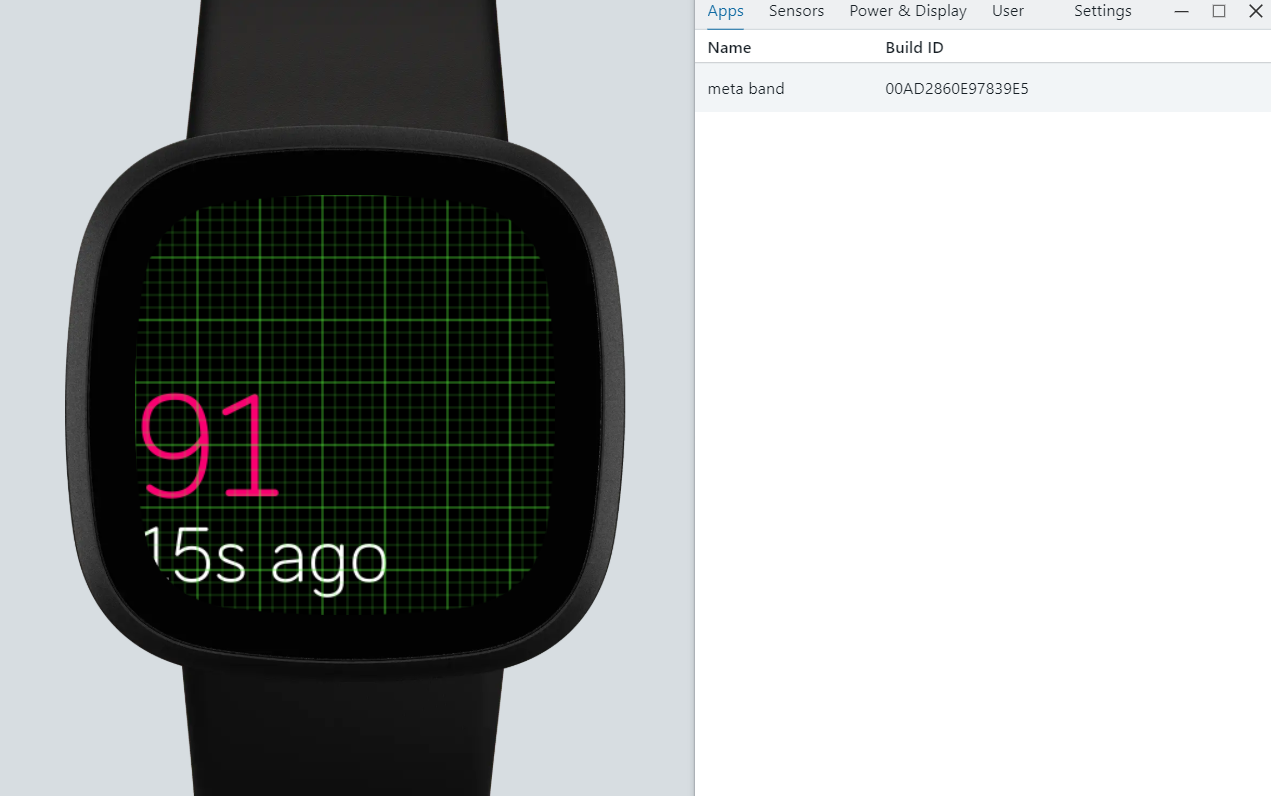 Apps Sensors Power & Display User Settings
Name Build ID
meta band 00AD2860E97839E5
91
15s ago